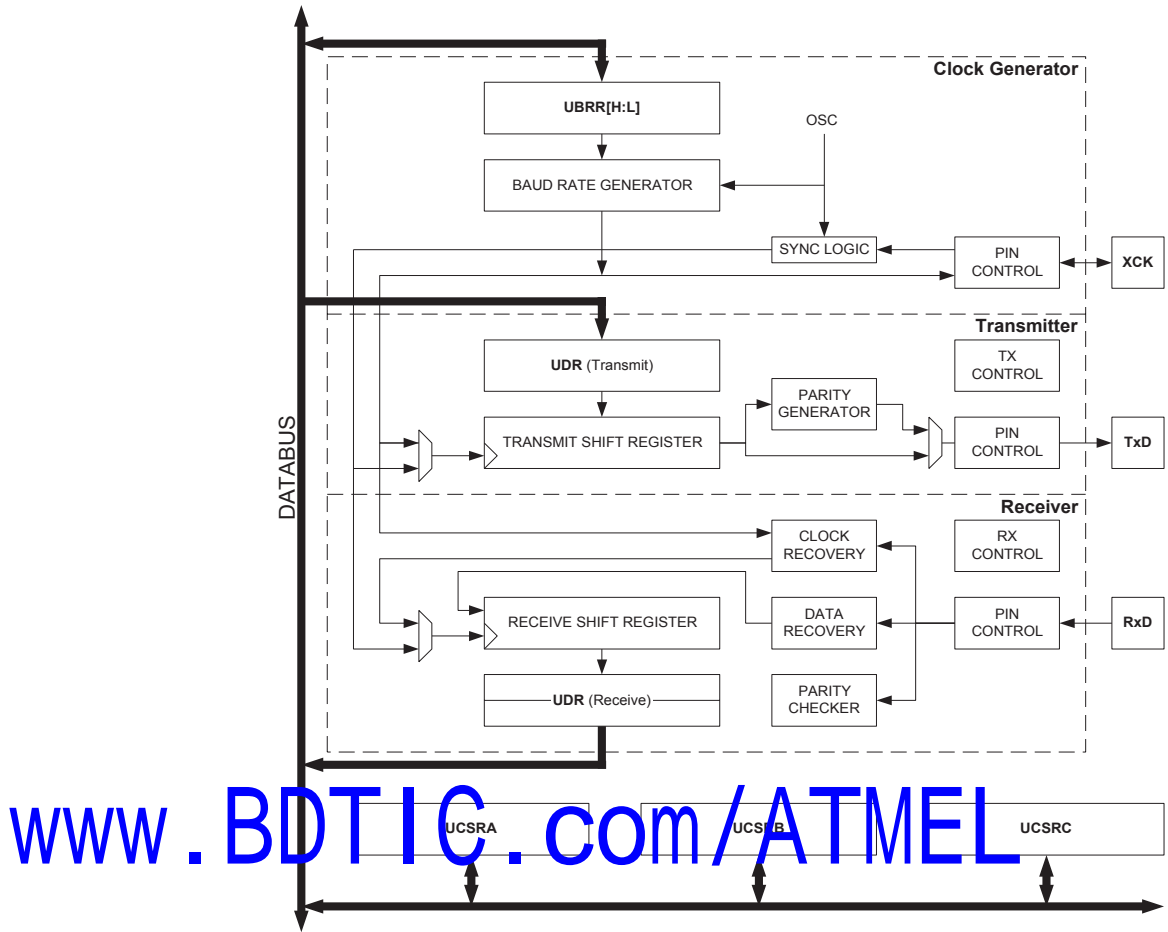 Clock Generator
UBRR[H:L]
OSC
BAUD RATE GENERATOR
SYNC LOGIC
PIN
CONTROL
XCK
Transmitter
UDR (Transmit)
TX
CONTROL
PARITY
GENERATOR
TRANSMIT SHIFT REGISTER
PIN
CONTROL
TxD
DATABUS
Receiver
CLOCK
RECOVERY
RX
CONTROL
RECEIVE SHIFT REGISTER
DATA
RECOVERY
PIN
CONTROL
RxD
UDR (Receive)
PARITY
CHECKER
UCSRA
UCSRB
UCSRC
www.BDTIC.com/ATMEL